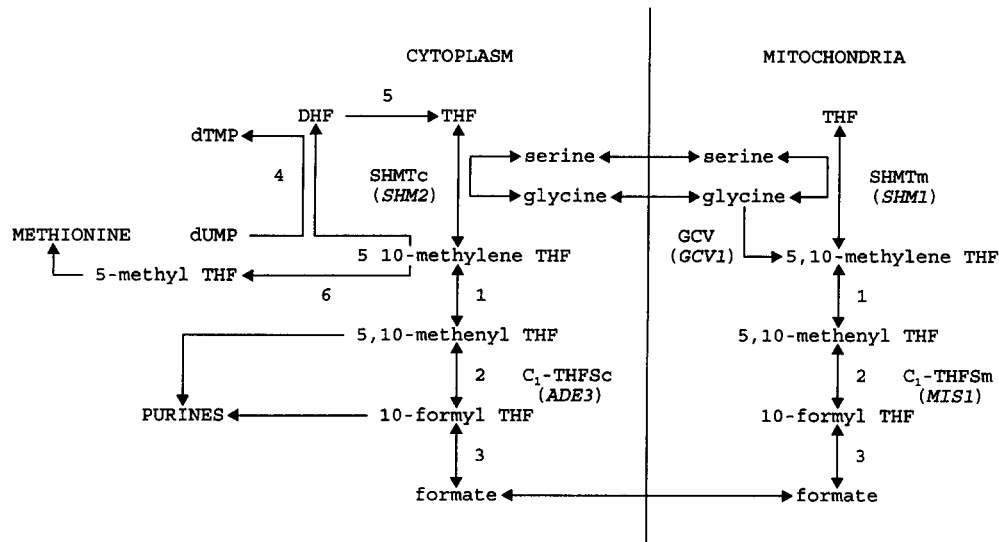 CYTOPLASM MITOCHONDRIA
5
DHF THF THF
dTMP
serine serine
4 SHMTc SHMTm
(SHM2) glycine glycine (SHM1)
METHIONINE dUMP GCV
5 10-methylene THF (GCV1) 5,10-methylene THF
5-methyl THF
6 1 1
5,10-methenyl THF 5,10-methenyl THF
2 C₁-THFSc 2 C₁-THFSm
(ADE3) (MIS1)
PURINES 10-formyl THF 10-formyl THF
3 3
formate formate